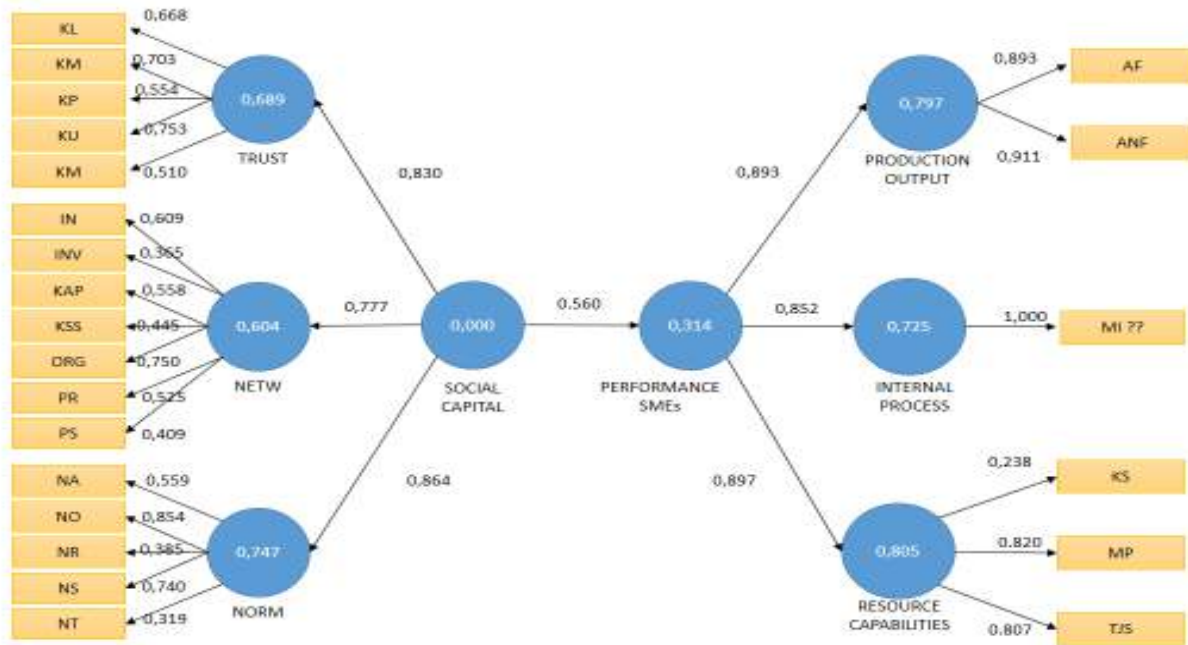 KL
0,668
KM
0,703
KP
0,554
KU
0,753
KM
0,510
0,689
TRUST
0,830
IN
0,609
INV
0,365
KAP
0,558
KSS
0,445
ORG
0,750
PR
0,525
PS
0,409
0,604
NETW
0,777
NA
0,559
NO
0,854
NR
0,385
NS
0,740
NT
0,319
0,747
NORM
0,864
0,000
SOCIAL
CAPITAL
0.560
0,314
PERFORMANCE
SMEs
0,893
0,797
PRODUCTION
OUTPUT
0,893
AF
0,911
ANF
0,852
0,725
INTERNAL
PROCESS
1,000
MI ??
0,897
0,805
RESOURCE
CAPABILITIES
0,238
KS
0.820
MP
0.807
TJS